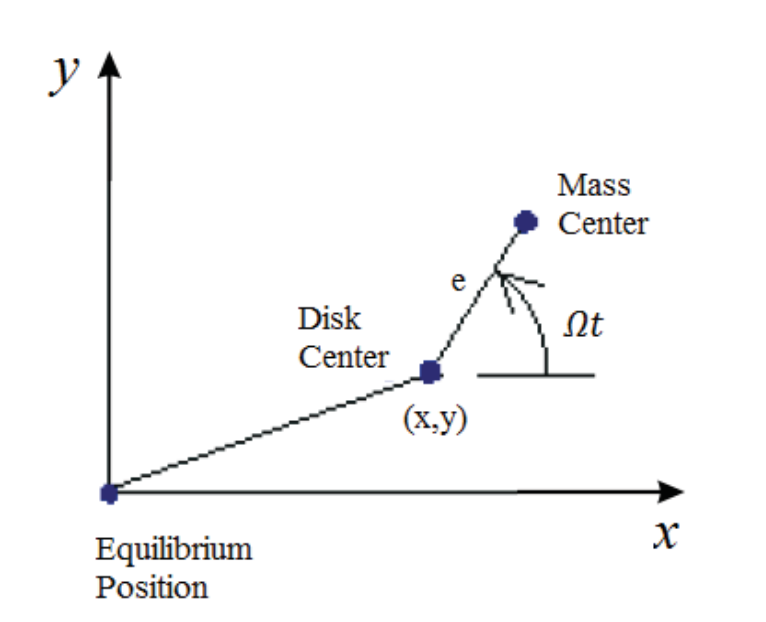 y
Mass
Center
e
Ωt
Disk
Center
(x,y)
x
Equilibrium
Position